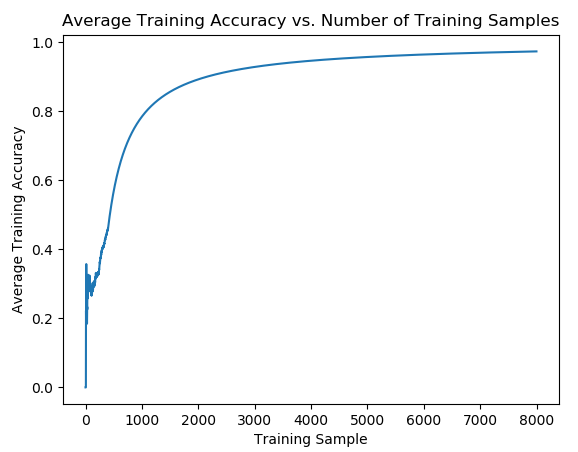 Average Training Accuracy vs. Number of Training Samples
1.0
0.8
0.6
0.4
0.2
0.0
Average Training Accuracy
0 1000 2000 3000 4000 5000 6000 7000 8000
Training Sample